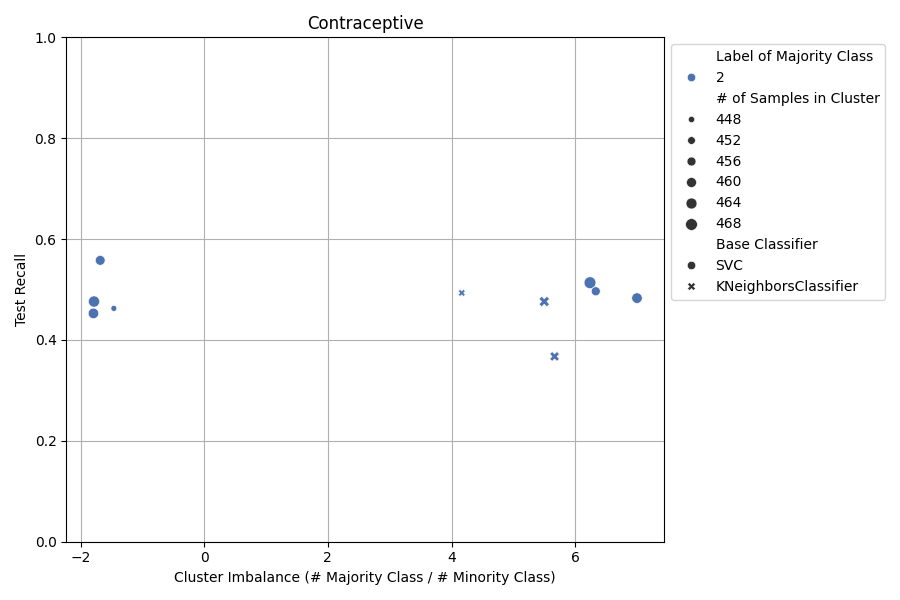 Contraceptive
Test Recall
1.0
0.8
0.6
0.4
0.2
0.0
−2
0
2
4
6
Cluster Imbalance (# Majority Class / # Minority Class)
Label of Majority Class
2
# of Samples in Cluster
448
452
456
460
464
468
Base Classifier
SVC
KNeighborsClassifier